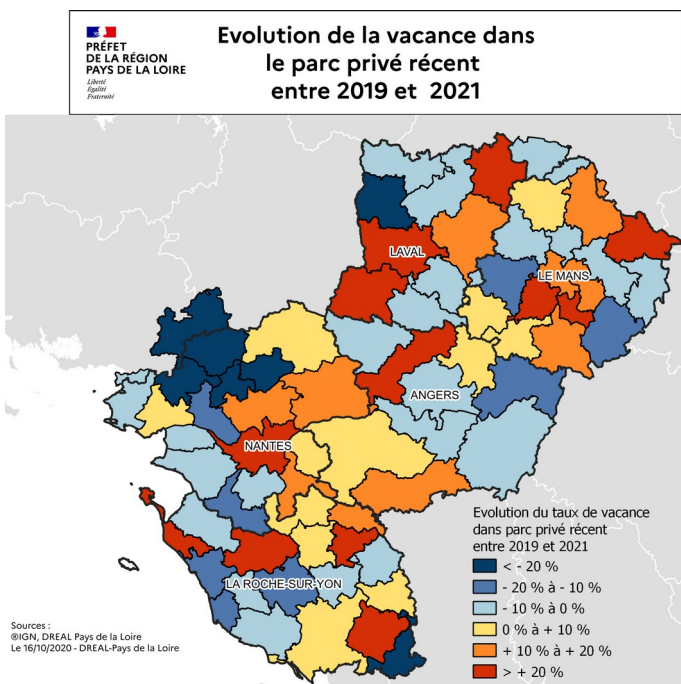 PRÉFET
DE LA RÉGION
PAYS DE LA LOIRE
Liberté
Égalité
Fraternité
Evolution de la vacance dans
le parc privé récent
entre 2019 et 2021
LAVAL
LE MANS
ANGERS
NANTES
LA ROCHE-SUR-YON
Evolution du taux de vacance
dans parc privé récent
entre 2019 et 2021
< - 20 %
- 20 % à - 10 %
- 10 % à 0 %
0 % à + 10 %
+ 10 % à + 20 %
> + 20 %
Sources :
®IGN, DREAL Pays de la Loire
Le 16/10/2020 - DREAL-Pays de la Loire